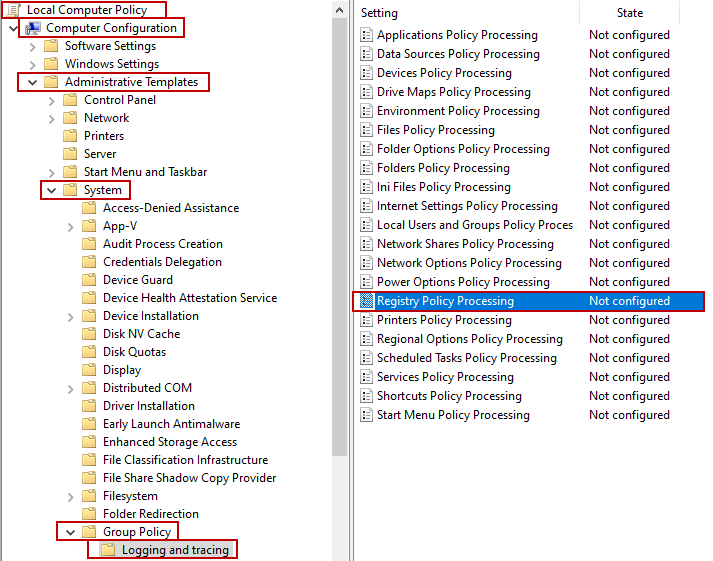 Local Computer Policy
Computer Configuration
Software Settings
Windows Settings
Administrative Templates
Control Panel
Network
Printers
Server
Start Menu and Taskbar
System
Access-Denied Assistance
App-V
Audit Process Creation
Credentials Delegation
Device Guard
Device Health Attestation Service
Device Installation
Disk NV Cache
Disk Quotas
Display
Distributed COM
Driver Installation
Early Launch Antimalware
Enhanced Storage Access
File Classification Infrastructure
File Share Shadow Copy Provider
Filesystem
Folder Redirection
Group Policy
Logging and tracing
Setting State
Applications Policy Processing Not configured
Data Sources Policy Processing Not configured
Devices Policy Processing Not configured
Drive Maps Policy Processing Not configured
Environment Policy Processing Not configured
Files Policy Processing Not configured
Folder Options Policy Processing Not configured
Folders Policy Processing Not configured
Ini Files Policy Processing Not configured
Internet Settings Policy Processing Not configured
Local Users and Groups Policy Proces Not configured
Network Shares Policy Processing Not configured
Network Options Policy Processing Not configured
Power Options Policy Processing Not configured
Registry Policy Processing Not configured
Printers Policy Processing Not configured
Regional Options Policy Processing Not configured
Scheduled Tasks Policy Processing Not configured
Services Policy Processing Not configured
Shortcuts Policy Processing Not configured
Start Menu Policy Processing Not configured